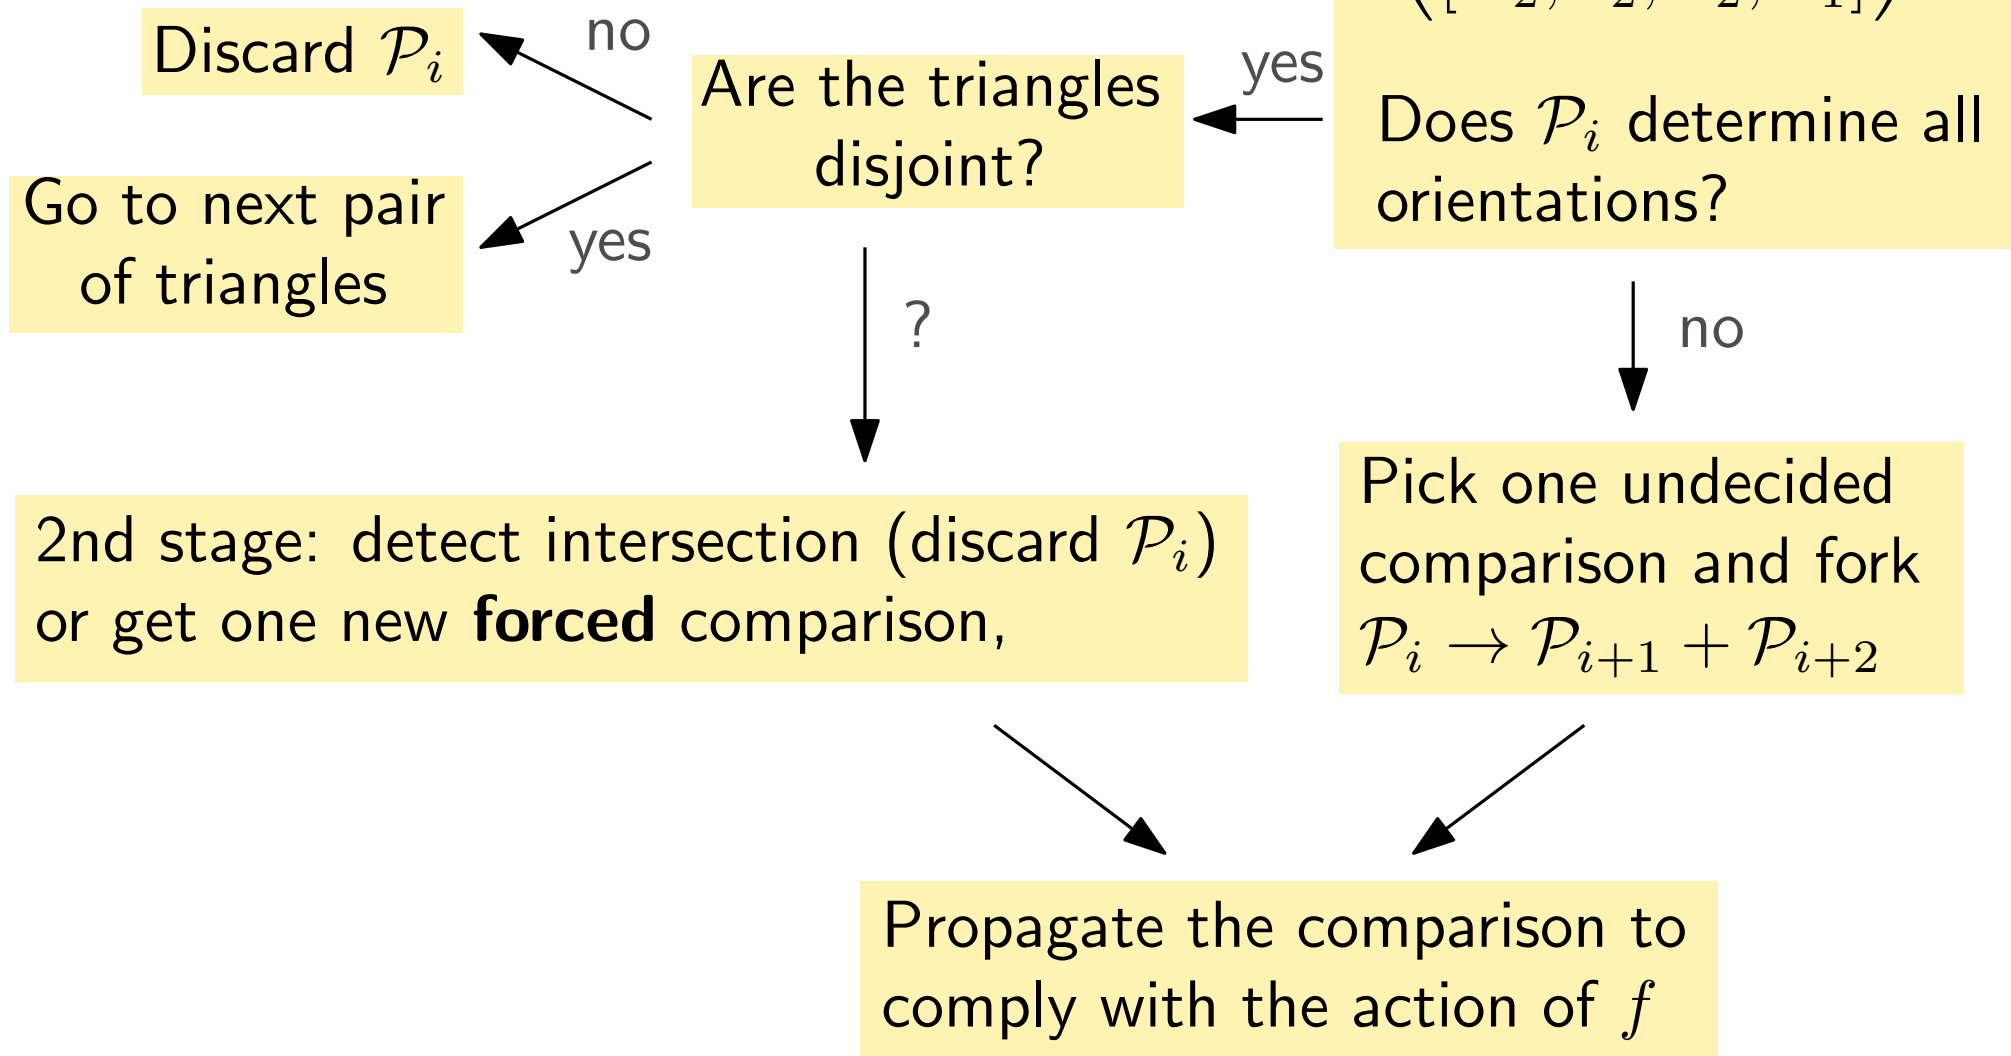 Discard 𝒫ᵢ
no
Are the triangles
disjoint?
yes
Does 𝒫ᵢ determine all
orientations?
Go to next pair
of triangles
yes
?
no
2nd stage: detect intersection (discard 𝒫ᵢ)
or get one new forced comparison,
Pick one undecided
comparison and fork
𝒫ᵢ → 𝒫ᵢ₊₁ + 𝒫ᵢ₊₂
Propagate the comparison to
comply with the action of f